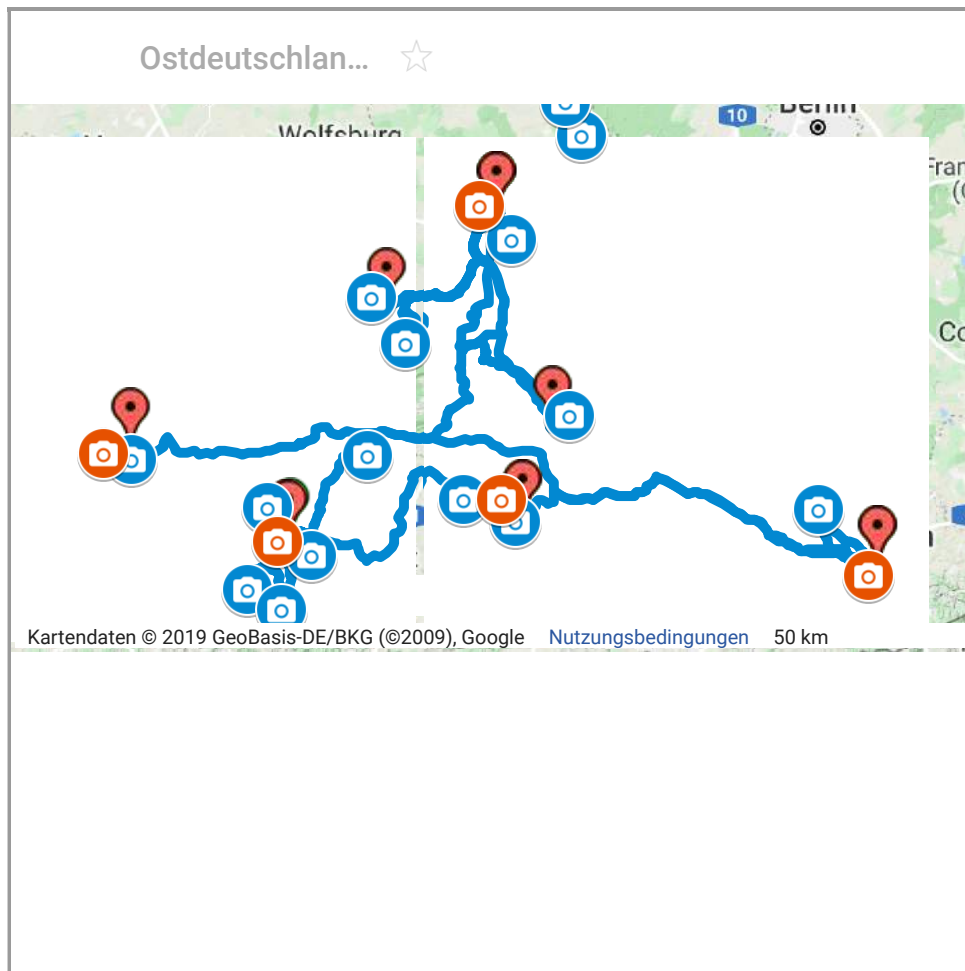 Ostdeutschlan…
10
Berlin
Wolfsburg
Kartendaten © 2019 GeoBasis-DE/BKG (©2009), Google Nutzungsbedingungen 50 km